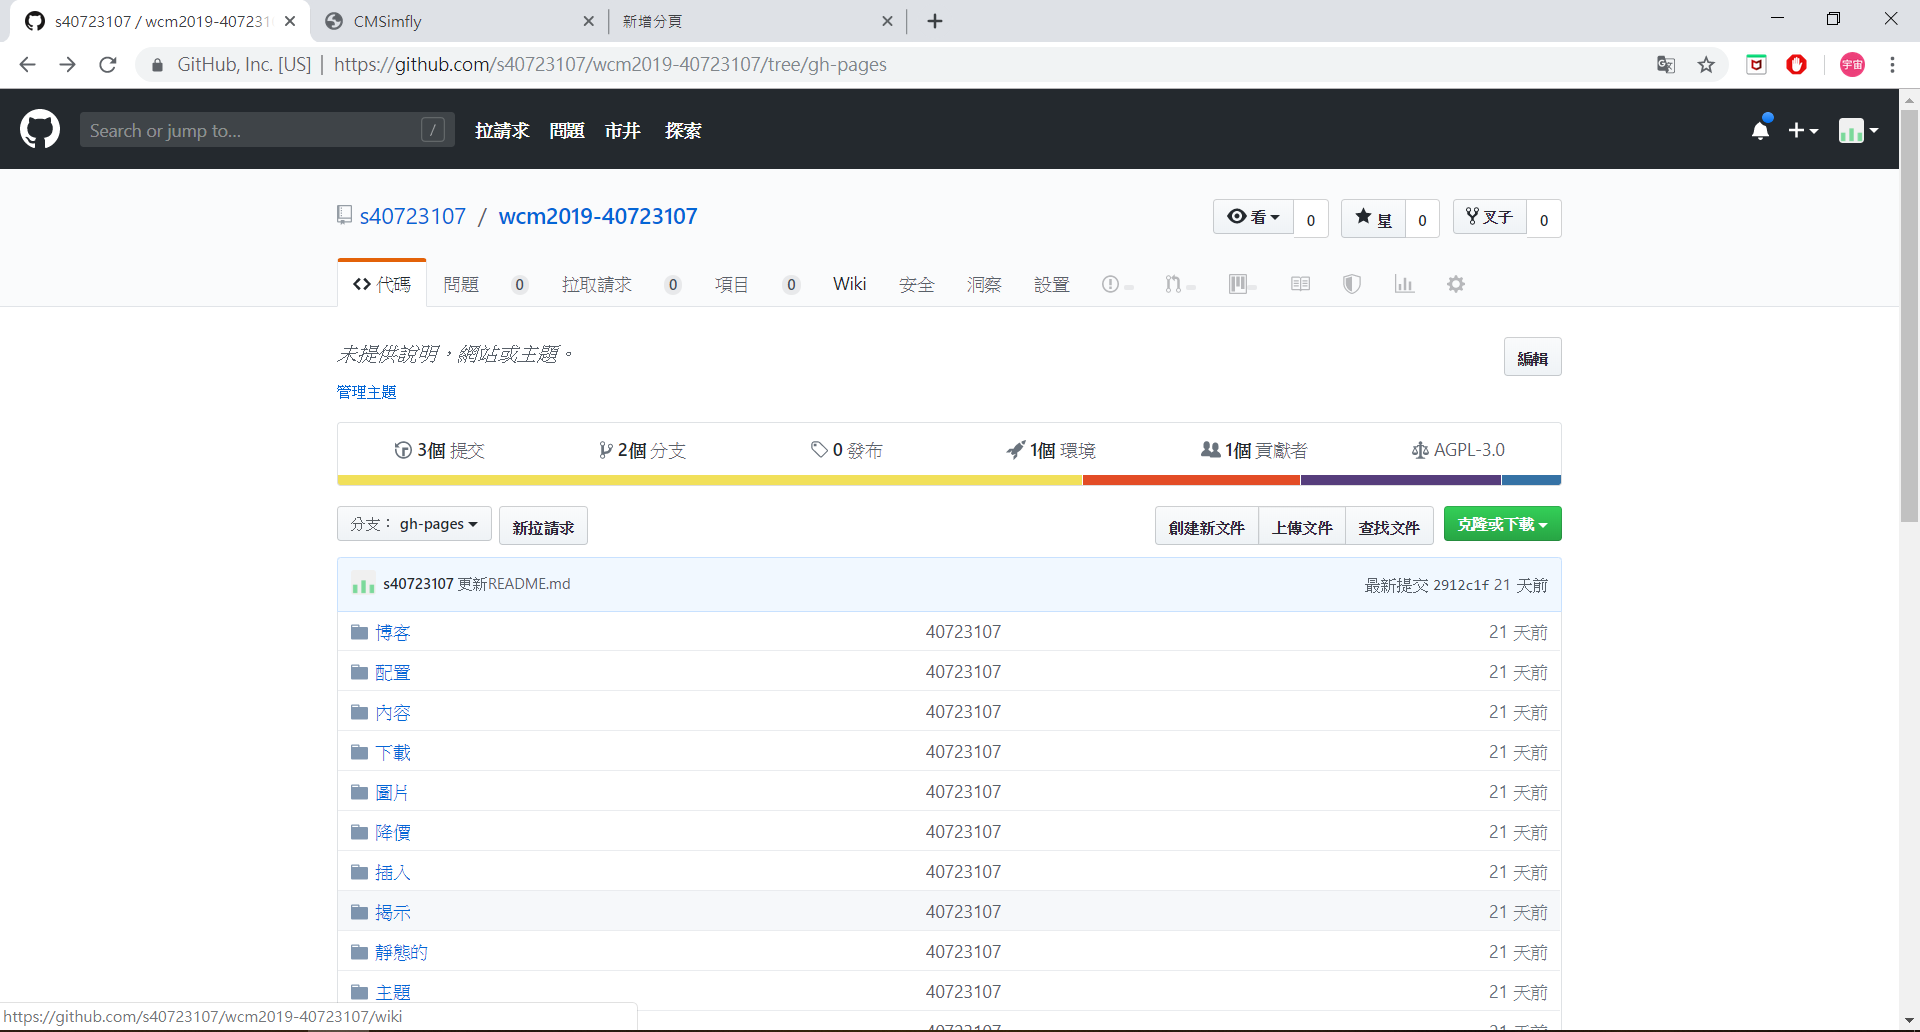 s40723107 / wcm2019-407231
CMSimfly
新增分頁
GitHub, Inc. [US] | https://github.com/s40723107/wcm2019-40723107/tree/gh-pages
宇宙
Search or jump to... /
拉請求 問題 市井 探索
s40723107 / wcm2019-40723107
看 0 星 0 叉子 0
代碼 問題 0 拉取請求 0 項目 0 Wiki 安全 洞察 設置
未提供說明，網站或主題。
編輯
管理主題
3個 提交 2個 分支 0 發布 1個 環境 1個 貢獻者 AGPL-3.0
分支： gh-pages 新拉請求 創建新文件 上傳文件 查找文件 克隆或下載
s40723107 更新README.md 最新提交 2912c1f 21 天前
博客 40723107 21 天前
配置 40723107 21 天前
內容 40723107 21 天前
下載 40723107 21 天前
圖片 40723107 21 天前
降價 40723107 21 天前
插入 40723107 21 天前
揭示 40723107 21 天前
靜態的 40723107 21 天前
主題 40723107 21 天前
https://github.com/s40723107/wcm2019-40723107/wiki
40723107 21 天前